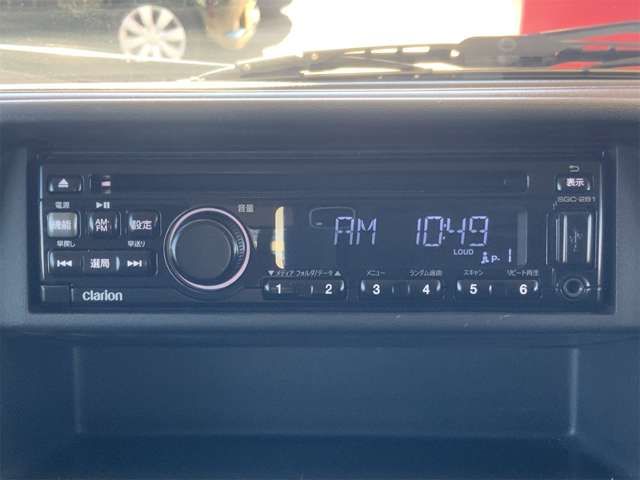 表示
電源
音量
SGC-281
機能
AM・FM
設定
AM 10:49
早戻し
早送り
LOUD
P- 1
選局
▼ メディア フォルダ/データ ▲
メニュー
ランダム再生
スキャン
リピート再生
1 2 3 4 5 6
clarion